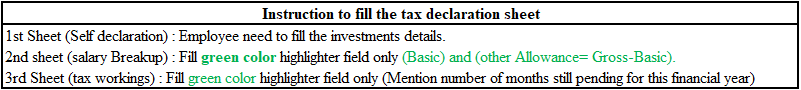 Instruction to fill the tax declaration sheet
1st Sheet (Self declaration) : Employee need to fill the investments details.
2nd sheet (salary Breakup) : Fill green color highlighter field only (Basic) and (other Allowance= Gross-Basic).
3rd Sheet (tax workings) : Fill green color highlighter field only (Mention number of months still pending for this financial year)